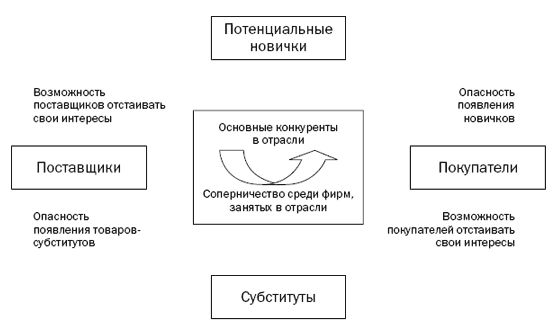 Потенциальные
новички
Возможность
поставщиков отстаивать
свои интересы
Опасность
появления
новичков
Основные конкуренты
в отрасли
Поставщики
Покупатели
Соперничество среди фирм,
занятых в отрасли
Опасность
появления товаров-
субститутов
Возможность
покупателей отстаивать
свои интересы
Субституты